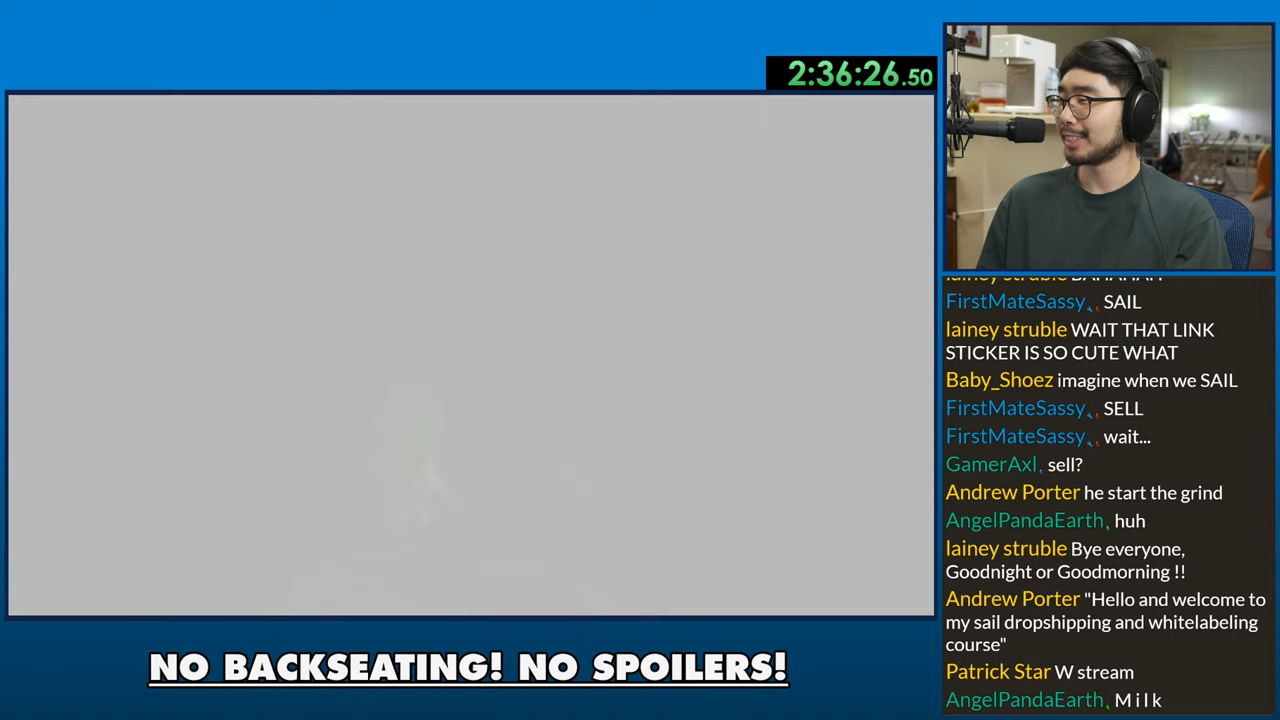 2:36:26.50
FirstMateSassy SAIL
lainey struble WAIT THAT LINK
STICKER IS SO CUTE WHAT
Baby_Shoez imagine when we SAIL
FirstMateSassy SELL
FirstMateSassy wait...
GamerAxl sell?
Andrew Porter he start the grind
AngelPandaEarth huh
lainey struble Bye everyone,
Goodnight or Goodmorning !!
Andrew Porter "Hello and welcome to
my sail dropshipping and whitelabeling
course"
Patrick Star W stream
AngelPandaEarth M i l k
NO BACKSEATING! NO SPOILERS!